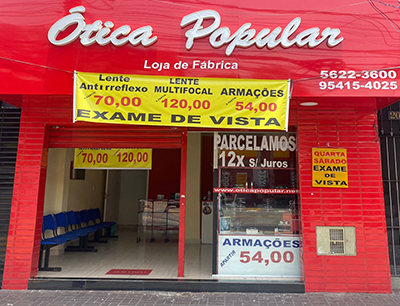 Ótica Popular
Loja de Fábrica
5622-3600
95415-4025
Lente
Antirreflexo
70,00
LENTE
MULTIFOCAL
120,00
ARMAÇÕES
54,00
EXAME DE VISTA
70,00 120,00
PARCELAMOS
12x S/ Juros
www.oticapopular.net
ARMAÇÕES
APARTIR 54,00
QUARTA
SÁBADO
EXAME
DE VISTA